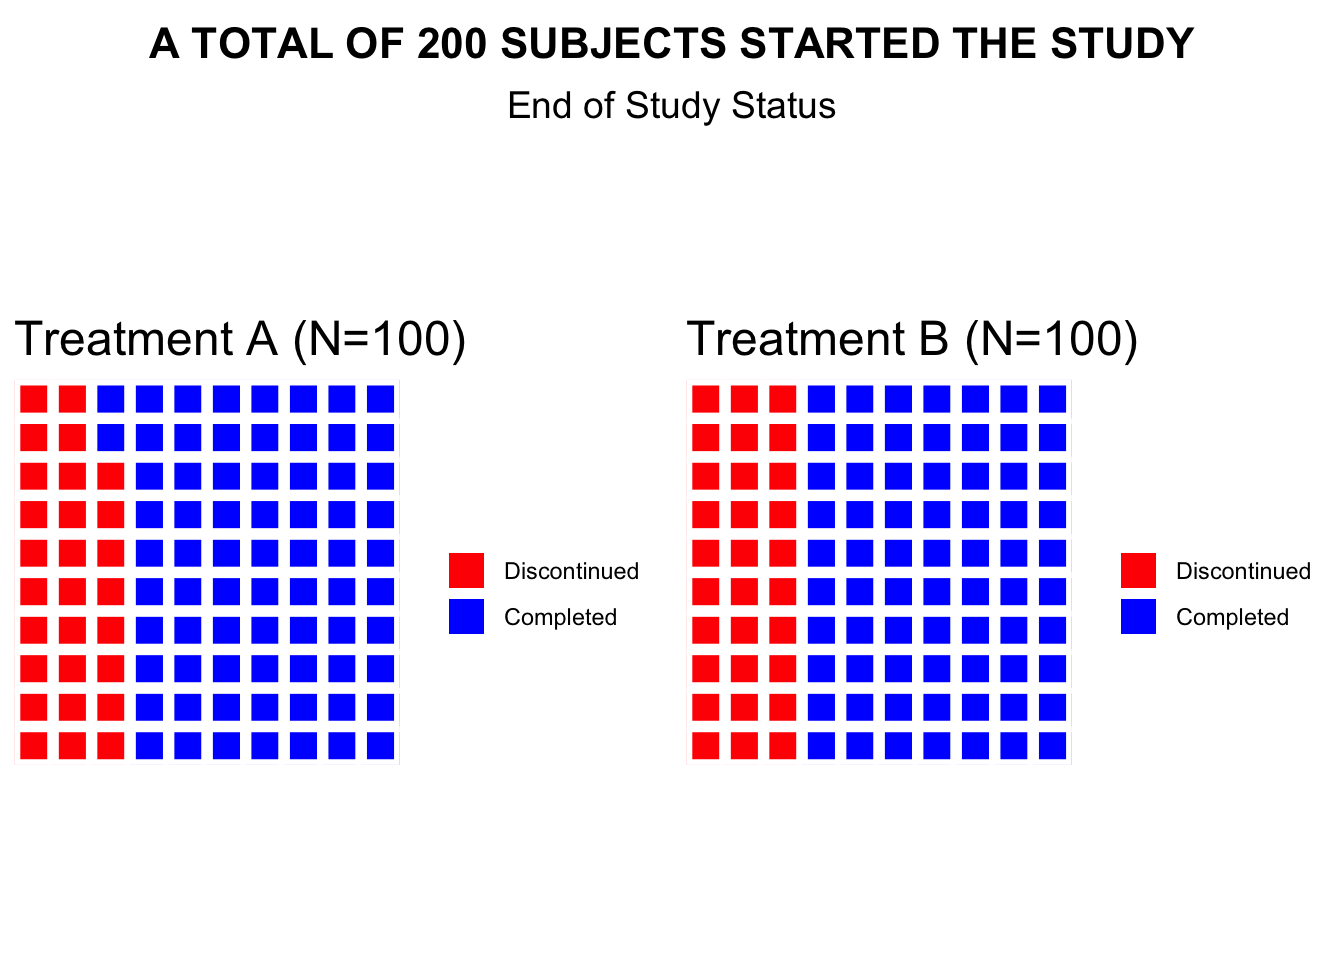 A TOTAL OF 200 SUBJECTS STARTED THE STUDY
End of Study Status
Treatment A (N=100)
Discontinued
Completed
Treatment B (N=100)
Discontinued
Completed